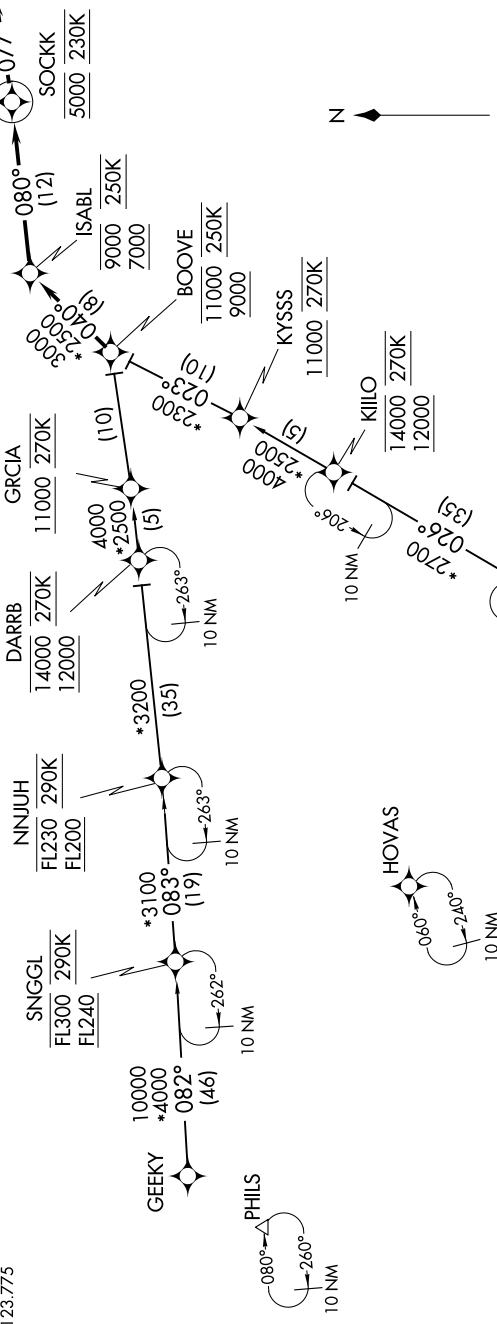 123.775
077
SOCKK
5000 230K
080°
(12)
ISABL
9000 250K
7000
3000
*2500
040°
(8)
BOOVE
11000 250K
9000
N
GRCIA
11000 270K
(10)
*2300
023°
(10)
KYSSS
11000 270K
4000
*2500
(5)
DARRB
14000 270K
12000
263°
10 NM
4000
*2500
(5)
KIILO
14000 270K
12000
206°
10 NM
*2700
026°
(35)
NNJUH
FL230 290K
FL200
*3200
(35)
263°
10 NM
SNGGL
FL300 290K
FL240
*3100
083°
(19)
262°
10 NM
GEEKY
10000
*4000
082°
(46)
HOVAS
060°
240°
10 NM
PHILS
080°
260°
10 NM